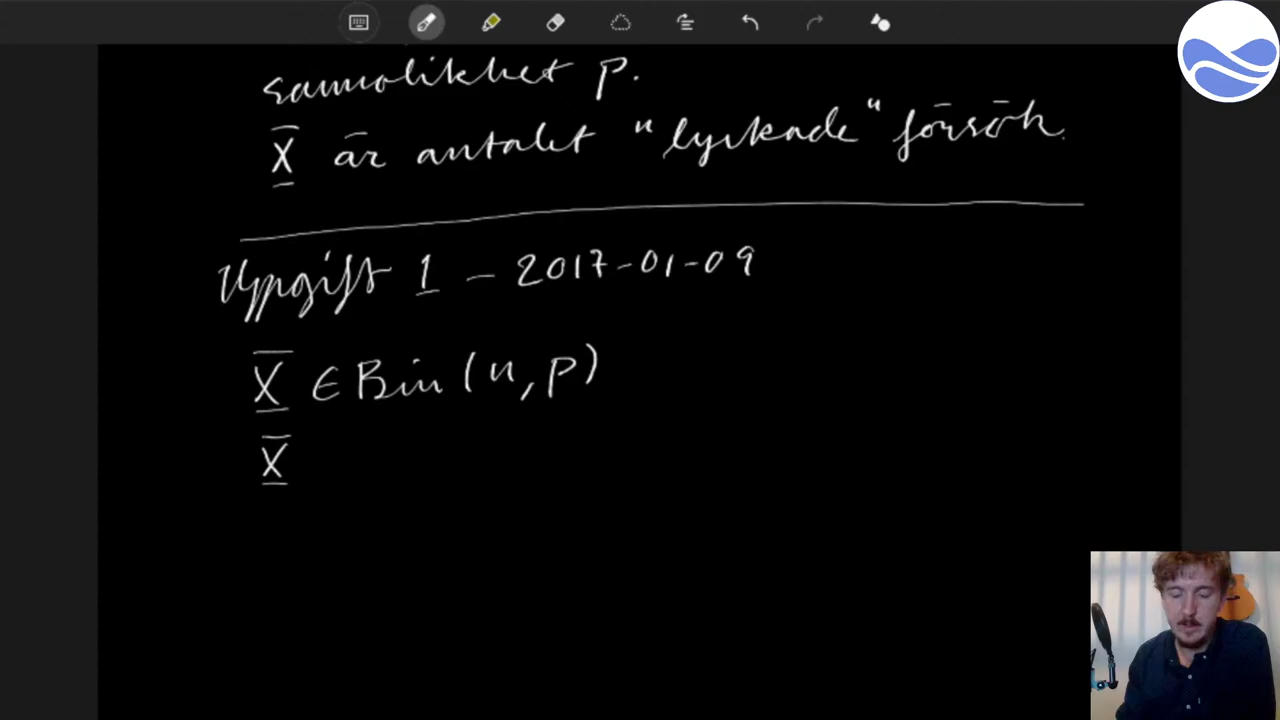 sannolikhet p.
X är antalet "lyckade" försök.
Uppgift 1 - 2017-01-09
X ∈ Bin(n, p)
X